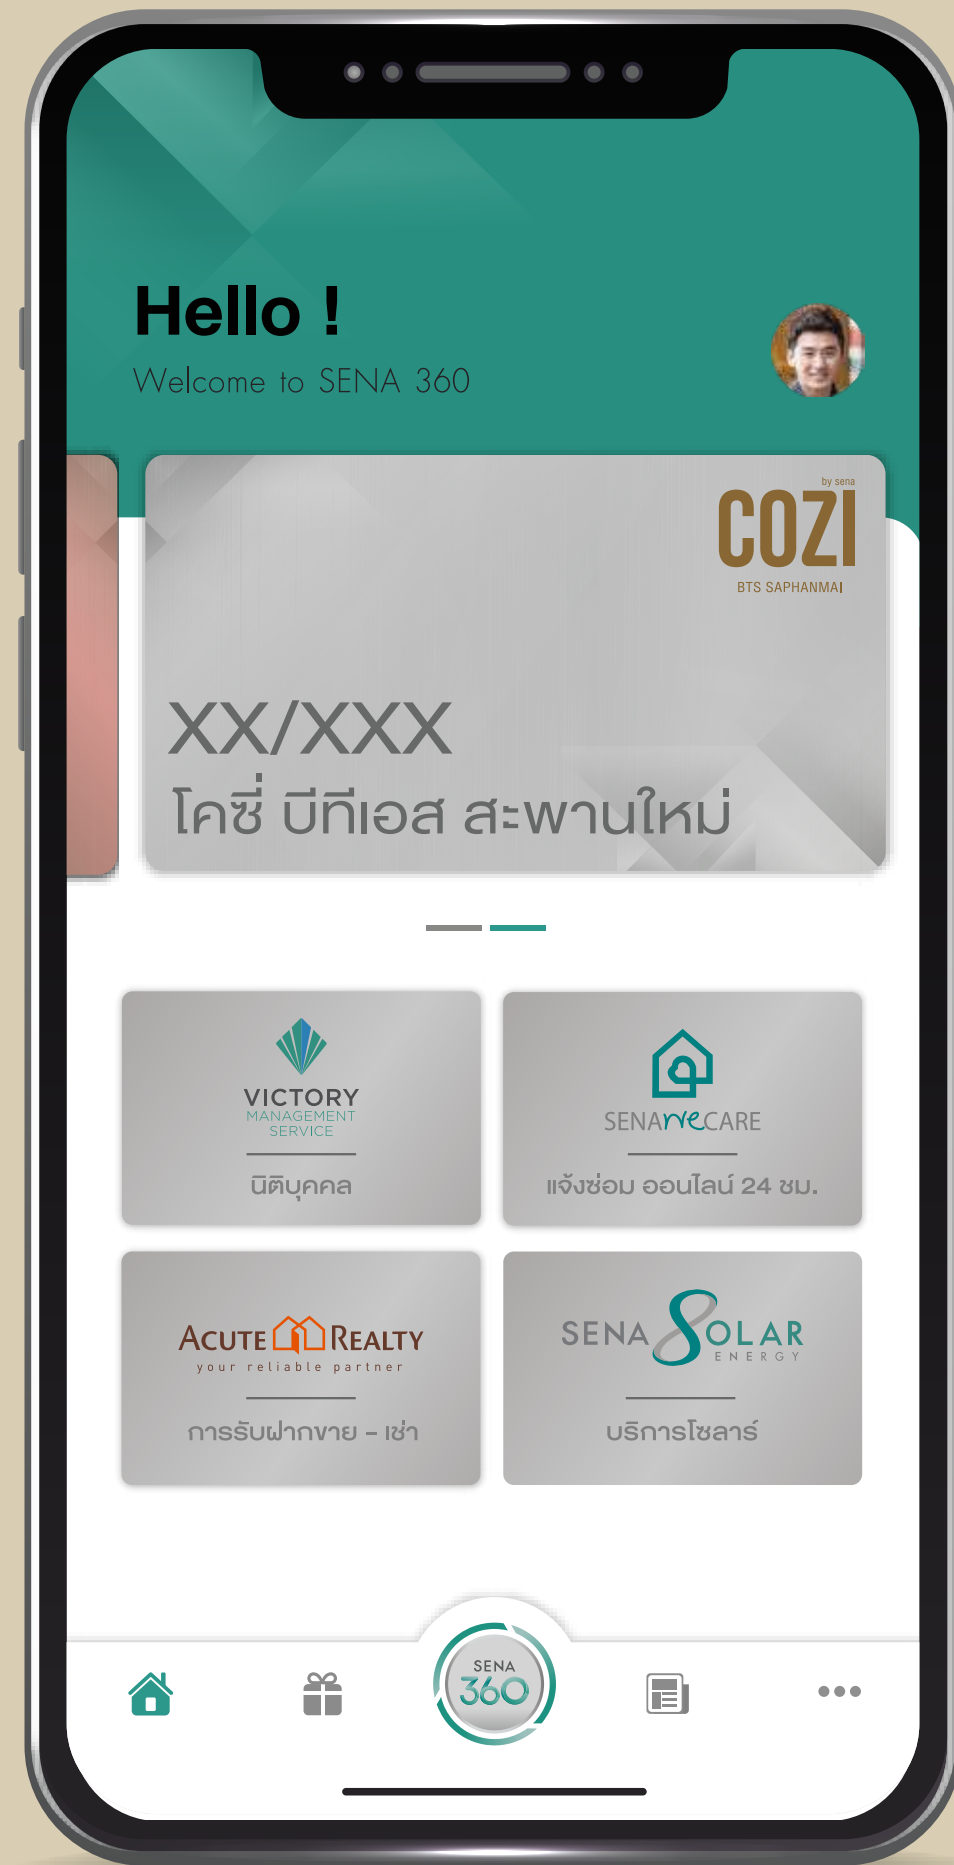 Hello !
Welcome to SENA 360
by sena
COZI
BTS SAPHANMAI
XX/XXX
โคซี่ บีทีเอส สะพานใหม่
VICTORY
MANAGEMENT
SERVICE
นิติบุคคล
SENA we CARE
แจ้งซ่อม ออนไลน์ 24 ชม.
ACUTE REALTY
your reliable partner
การรับฝากขาย - เช่า
SENA SOLAR
ENERGY
บริการโซลาร์
SENA
360